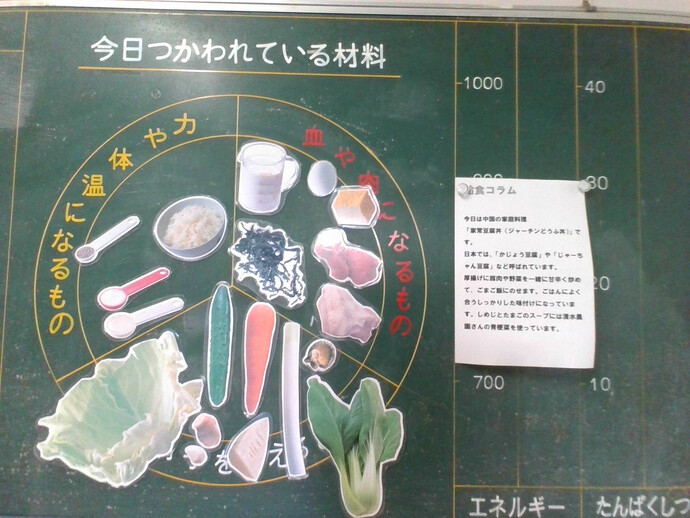 今日つかわれている材料
力や体温になるもの
血や肉になるもの
を
える
1000
40
30
20
700
10
エネルギー
たんぱくしつ
給食コラム
今日は中国の家庭料理
「家常豆腐丼（ジャーチンどうふ丼）」で
す。
日本では、「かじょう豆腐」や「じゃーち
ゃん豆腐」など呼ばれています。
厚揚げに豚肉や野菜を一緒に甘辛く炒め
て、ごまご飯にのせます。ごはんによく
合うしっかりした味付けになっていま
す。しめじとたまごのスープには清水農
園さんの青梗菜を使っています。